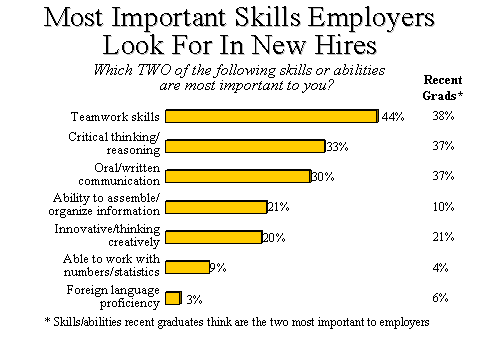 Most Important Skills Employers
Look For In New Hires
Which TWO of the following skills or abilities
are most important to you?
Recent
Grads*
Teamwork skills 44% 38%
Critical thinking/
reasoning 33% 37%
Oral/written
communication 30% 37%
Ability to assemble/
organize information 21% 10%
Innovative/thinking
creatively 20% 21%
Able to work with
numbers/statistics 9% 4%
Foreign language
proficiency 3% 6%
* Skills/abilities recent graduates think are the two most important to employers